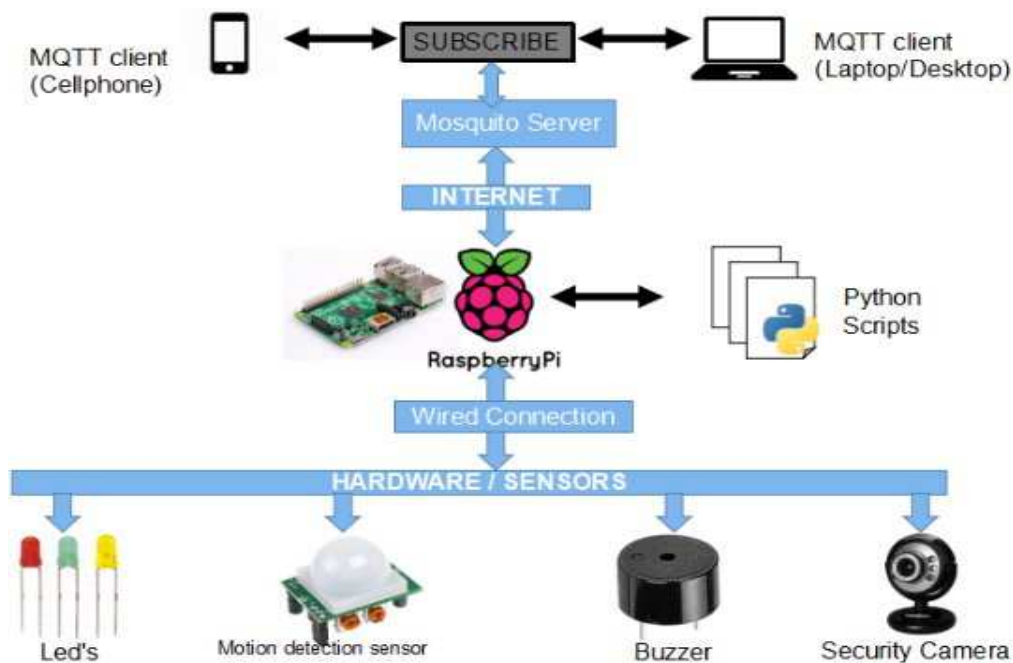 MQTT client
(Cellphone)
SUBSCRIBE
MQTT client
(Laptop/Desktop)
Mosquito Server
INTERNET
RaspberryPi
Python
Scripts
Wired Connection
HARDWARE / SENSORS
Led's
Motion detection sensor
Buzzer
Security Camera